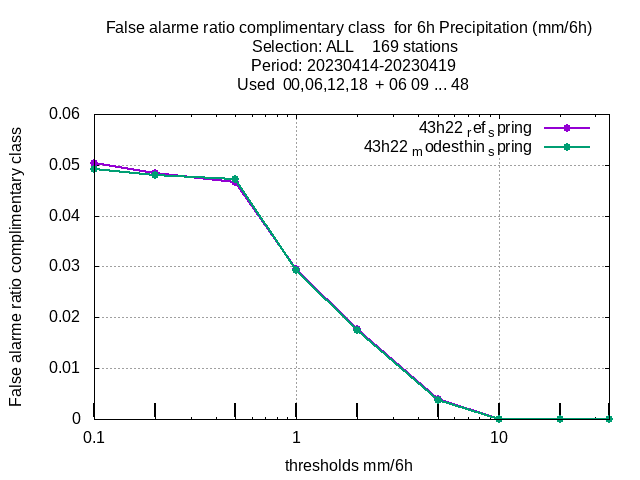 False alarme ratio complimentary class  for 6h Precipitation (mm/6h)
Selection: ALL    169 stations
Period: 20230414-20230419
Used  00,06,12,18  + 06 09 ... 48
43h22 ref spring
43h22 modesthin spring
0.06
0.05
0.04
0.03
0.02
0.01
0
False alarme ratio complimentary class
0.1
1
10
thresholds mm/6h